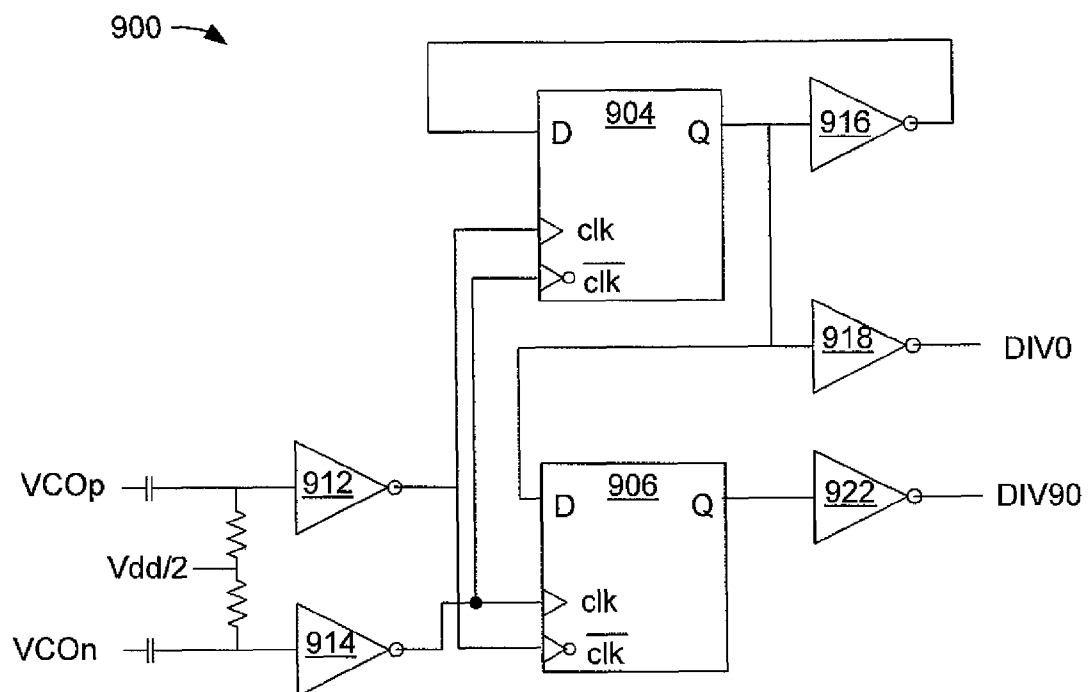 900
904
D
Q
916
clk
clk
918
DIV0
VCOp
912
906
D
Q
922
DIV90
Vdd/2
clk
VCOn
914
clk